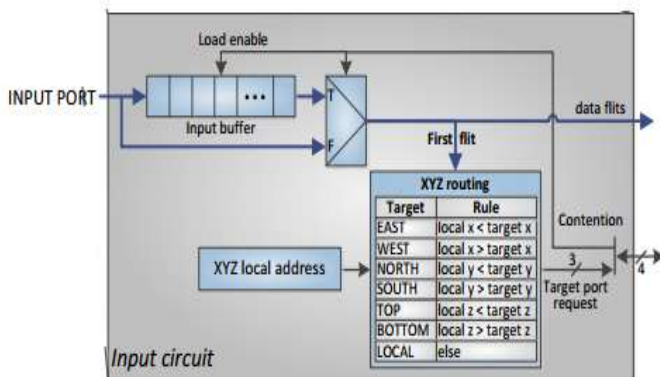 Load enable
INPUT PORT
T
Input buffer
F
data flits
First flit
XYZ routing
Target Rule
EAST local x < target x
WEST local x > target x
NORTH local y < target y
SOUTH local y > target y
TOP local z < target z
BOTTOM local z > target z
LOCAL else
XYZ local address
Contention
3
4
Target port
request
Input circuit